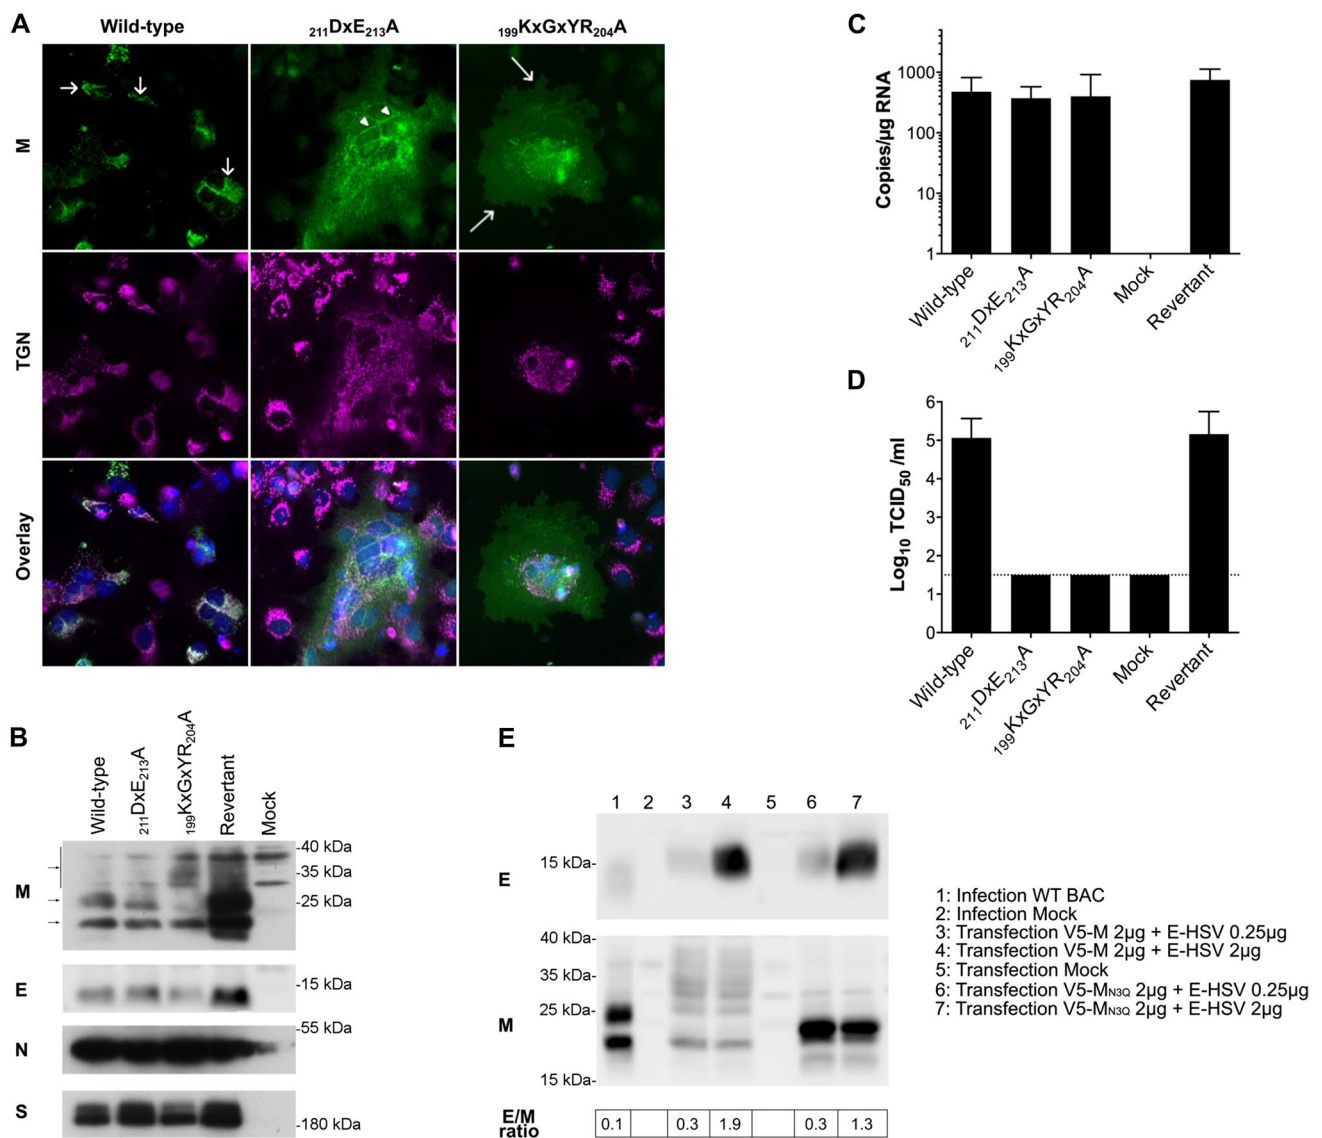 A
Wild-type
211DxE213A
199KxGxYR204A
M
TGN
Overlay
B
Wild-type
211DxE213A
199KxGxYR204A
Revertant
Mock
M
-40 kDa
-35 kDa
-25 kDa
E
-15 kDa
N
-55 kDa
S
-180 kDa
C
Copies/µg RNA
1000
100
10
1
Wild-type
211DxE213A
199KxGxYR204A
Mock
Revertant
D
Log10 TCID50 /ml
6
5
4
3
2
1
0
Wild-type
211DxE213A
199KxGxYR204A
Mock
Revertant
E
1 2 3 4 5 6 7
E
15 kDa-
M
40 kDa-
35 kDa-
25 kDa-
15 kDa-
E/M
ratio
0.1 0.3 1.9 0.3 1.3
1: Infection WT BAC
2: Infection Mock
3: Transfection V5-M 2µg + E-HSV 0.25µg
4: Transfection V5-M 2µg + E-HSV 2µg
5: Transfection Mock
6: Transfection V5-MN3Q 2µg + E-HSV 0.25µg
7: Transfection V5-MN3Q 2µg + E-HSV 2µg